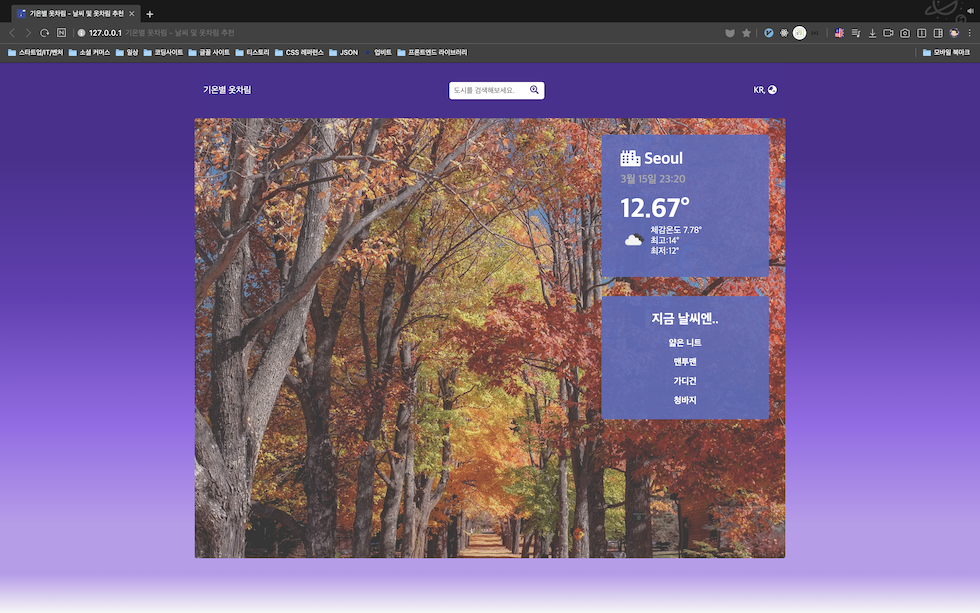 기온별 옷차림 - 날씨 및 옷차림 추천
127.0.0.1 기온별 옷차림 - 날씨 및 옷차림 추천
스타트업/IT/벤처 소셜 커머스 일상 코딩사이트 글꼴 사이트 티스토리 CSS 레퍼런스 JSON 업비트 프론트엔드 라이브러리 모바일 북마크
기온별 옷차림 도시를 검색해보세요. KR,
Seoul
3월 15일 23:20
12.67°
체감온도 7.78°
최고:14°
최저:12°
지금 날씨엔..
얇은 니트
맨투맨
가디건
청바지